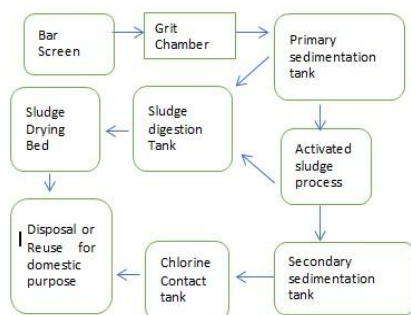 Bar
Screen
Grit
Chamber
Primary
sedimentation
tank
Sludge
Drying
Bed
Sludge
digestion
Tank
Activated
sludge
process
Disposal or
Reuse for
domestic
purpose
Chlorine
Contact
tank
Secondary
sedimentation
tank